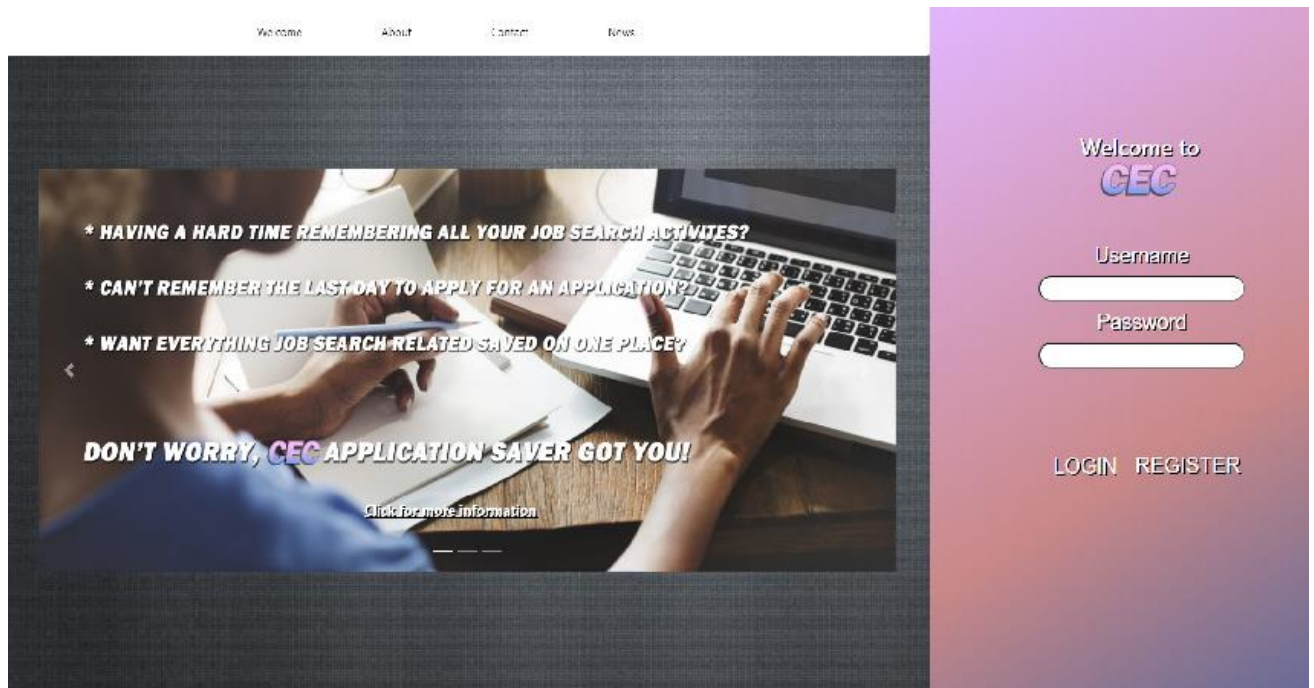 Welcome About Contact News
* HAVING A HARD TIME REMEMBERING ALL YOUR JOB SEARCH ACTIVITES?
* CAN'T REMEMBER THE LAST DAY TO APPLY FOR AN APPLICATION?
* WANT EVERYTHING JOB SEARCH RELATED SAVED ON ONE PLACE?
DON'T WORRY, CEC APPLICATION SAVER GOT YOU!
Click for more information
Welcome to
CEC
Username
Password
LOGIN REGISTER